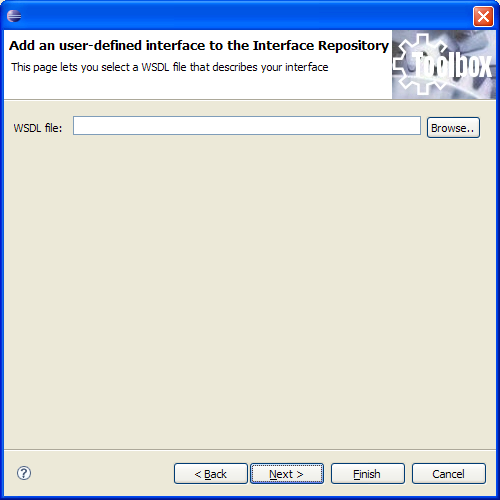 Add an user-defined interface to the Interface Repository
This page lets you select a WSDL file that describes your interface
Toolbox
WSDL file:
Browse..
?
< Back
Next >
Finish
Cancel